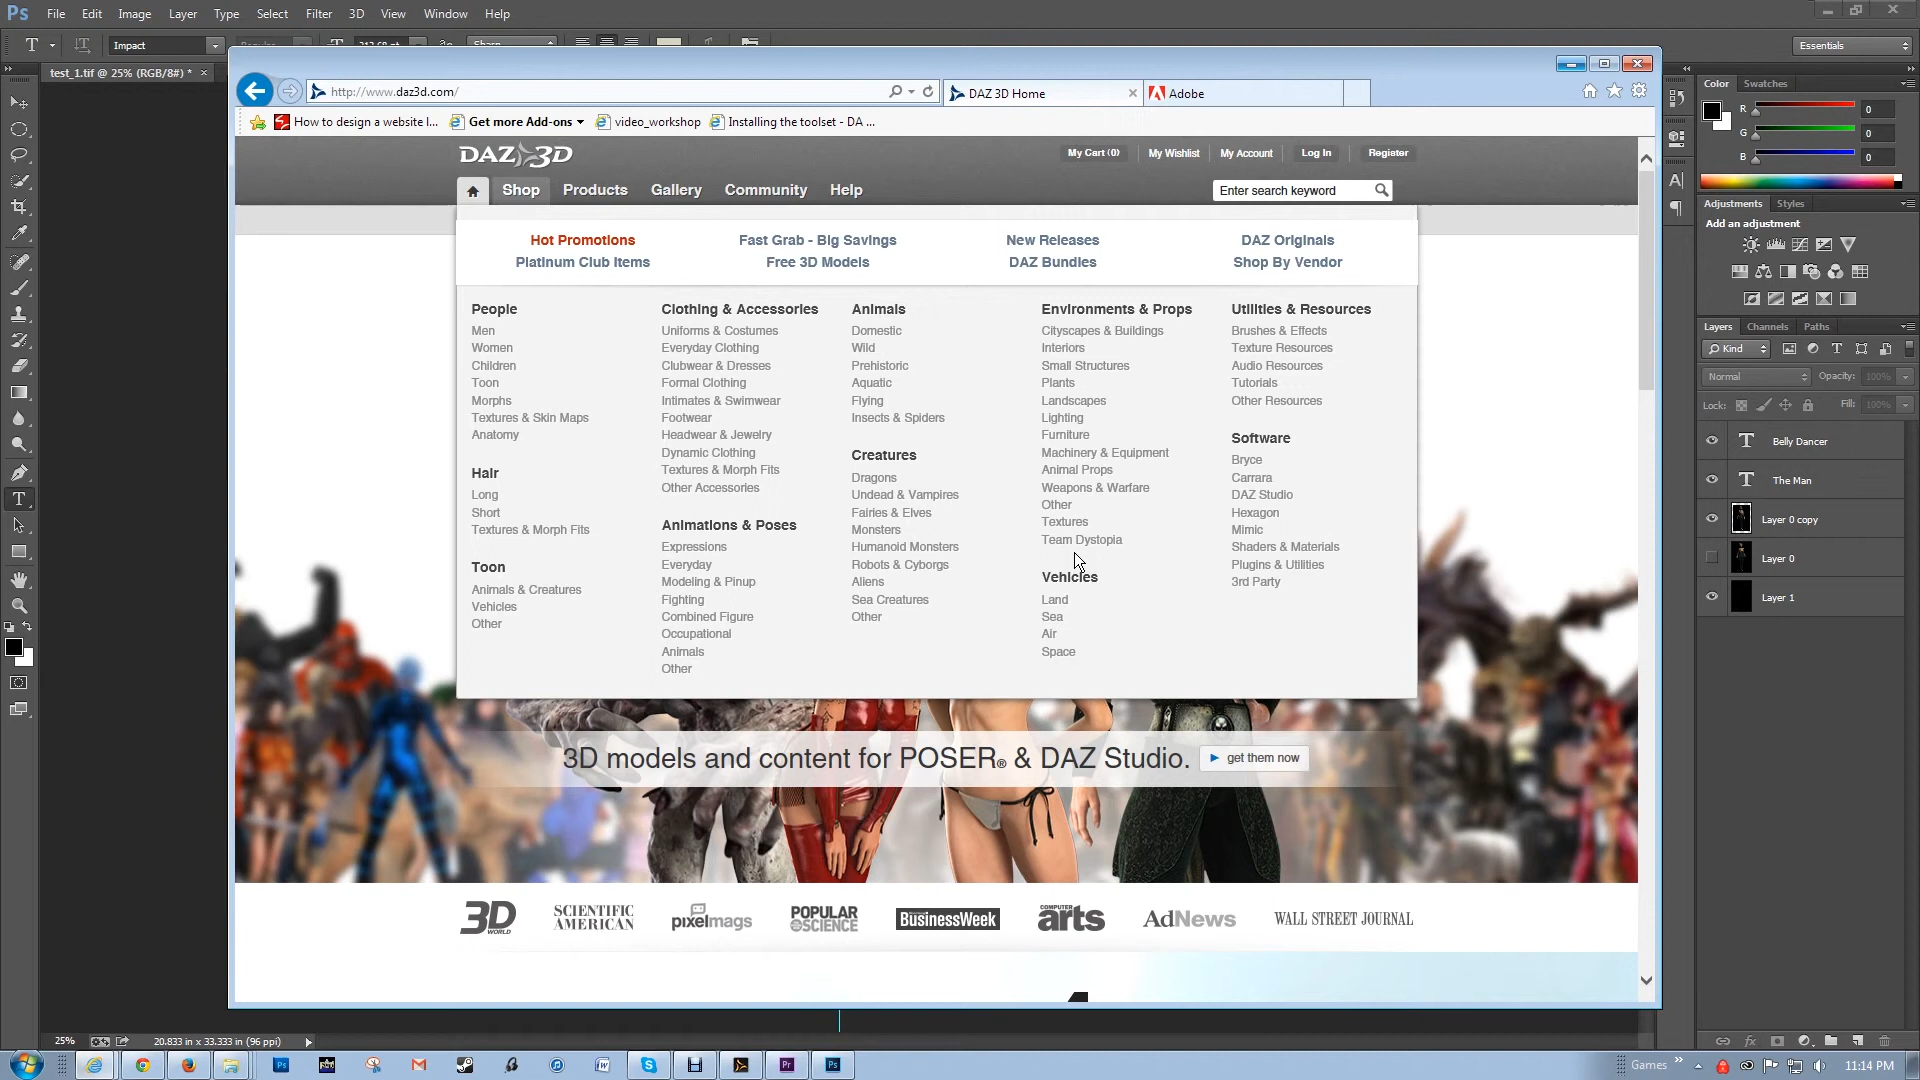 Ps File Edit Image Layer Type Select Filter 3D View Window Help
T Impact
Essentials
test_1.tif @ 25% (RGB/8#) * ×
http://www.daz3d.com/
DAZ 3D Home
Adobe
How to design a website l...
Get more Add-ons
video_workshop
Installing the toolset - DA ...
DAZ 3D
My Cart (0) My Wishlist My Account Log In Register
Shop Products Gallery Community Help
Enter search keyword
Hot Promotions Fast Grab - Big Savings New Releases DAZ Originals
Platinum Club Items Free 3D Models DAZ Bundles Shop By Vendor
People
Men
Women
Children
Toon
Morphs
Textures & Skin Maps
Anatomy
Hair
Long
Short
Textures & Morph Fits
Toon
Animals & Creatures
Vehicles
Other
Clothing & Accessories
Uniforms & Costumes
Everyday Clothing
Clubwear & Dresses
Formal Clothing
Intimates & Swimwear
Footwear
Headwear & Jewelry
Dynamic Clothing
Textures & Morph Fits
Other Accessories
Animations & Poses
Expressions
Everyday
Modeling & Pinup
Fighting
Combined Figure
Occupational
Animals
Other
Animals
Domestic
Wild
Prehistoric
Aquatic
Flying
Insects & Spiders
Creatures
Dragons
Undead & Vampires
Fairies & Elves
Monsters
Humanoid Monsters
Robots & Cyborgs
Aliens
Sea Creatures
Other
Environments & Props
Cityscapes & Buildings
Interiors
Small Structures
Plants
Landscapes
Lighting
Furniture
Machinery & Equipment
Animal Props
Weapons & Warfare
Other
Textures
Team Dystopia
Vehicles
Land
Sea
Air
Space
Utilities & Resources
Brushes & Effects
Texture Resources
Audio Resources
Tutorials
Other Resources
Software
Bryce
Carrara
DAZ Studio
Hexagon
Mimic
Shaders & Materials
Plugins & Utilities
3rd Party
3D models and content for POSER® & DAZ Studio.
get them now
3D WORLD
SCIENTIFIC AMERICAN
pixelmags
POPULAR SCIENCE
BusinessWeek
COMPUTER arts
AdNews
WALL STREET JOURNAL
Color Swatches
R 0
G 0
B 0
Adjustments Styles
Add an adjustment
Layers Channels Paths
Kind
Normal Opacity: 100%
Lock: Fill: 100%
T Belly Dancer
T The Man
Layer 0 copy
Layer 0
Layer 1
25% 20.833 in x 33.333 in (96 ppi)
Games
11:14 PM